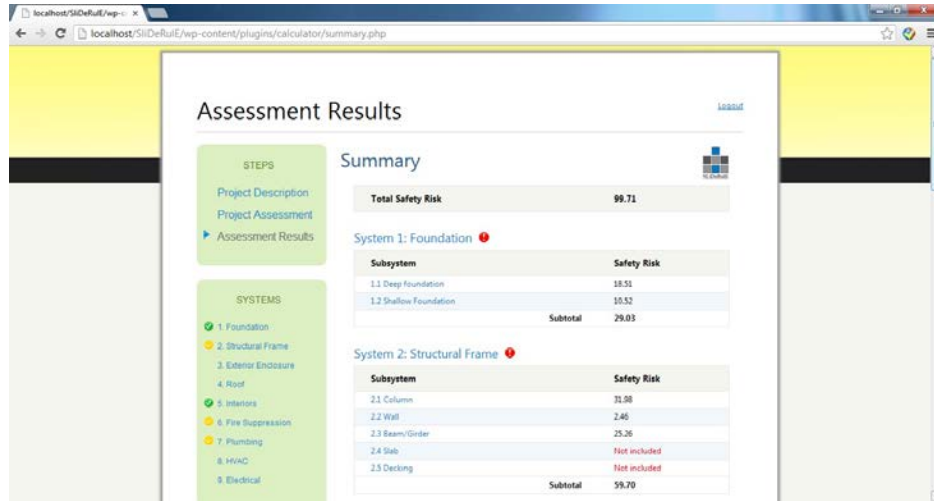 localhost/SliDeRulE/wp-c
localhost/SliDeRulE/wp-content/plugins/calculator/summary.php
Assessment Results
Logout
STEPS
Project Description
Project Assessment
Assessment Results
SYSTEMS
1. Foundation
2. Structural Frame
3. Exterior Enclosure
4. Roof
5. Interiors
6. Fire Suppression
7. Plumbing
8. HVAC
9. Electrical
Summary
SliDeRulE
Total Safety Risk 99.71
System 1: Foundation
Subsystem Safety Risk
1.1 Deep foundation 18.51
1.2 Shallow Foundation 10.52
Subtotal 29.03
System 2: Structural Frame
Subsystem Safety Risk
2.1 Column 31.98
2.2 Wall 2.46
2.3 Beam/Girder 25.26
2.4 Slab Not included
2.5 Decking Not included
Subtotal 59.70